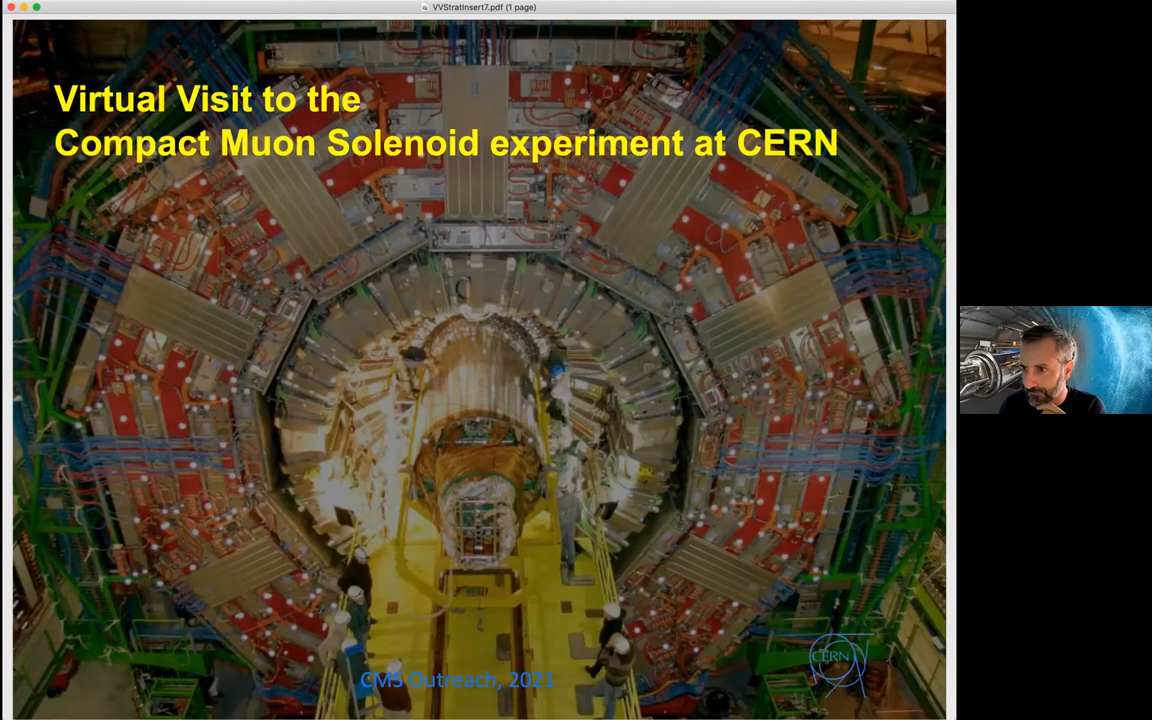 VVStratInsert7.pdf (1 page)
Virtual Visit to the
Compact Muon Solenoid experiment at CERN
CMS Outreach, 2021
CERN